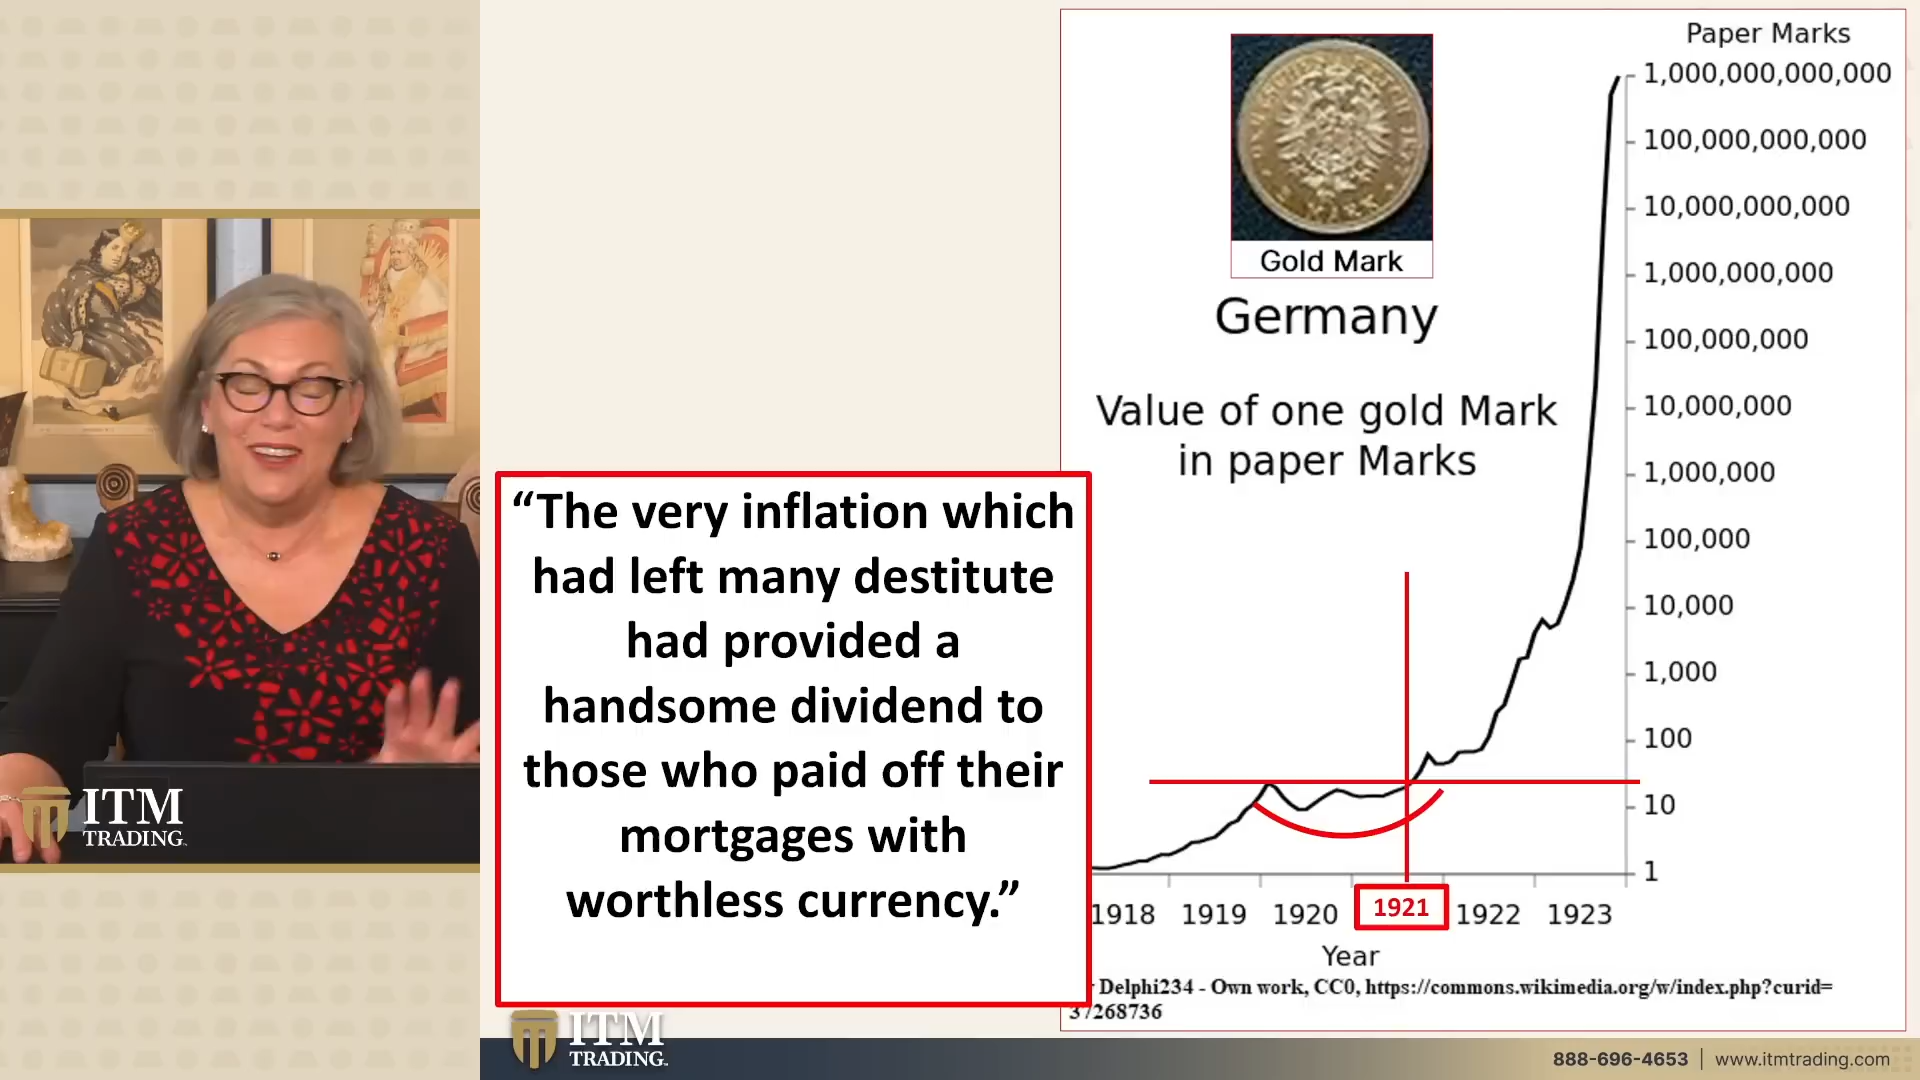 Paper Marks
1,000,000,000,000
100,000,000,000
10,000,000,000
1,000,000,000
100,000,000
10,000,000
1,000,000
100,000
10,000
1,000
100
10
1
Gold Mark
Germany
Value of one gold Mark
in paper Marks
“The very inflation which
had left many destitute
had provided a
handsome dividend to
those who paid off their
mortgages with
worthless currency.”
1918 1919 1920 1921 1922 1923
Year
Delphi234 - Own work, CC0, https://commons.wikimedia.org/w/index.php?curid=
37268736
ITM
TRADING
ITM
TRADING
888-696-4653 | www.itmtrading.com